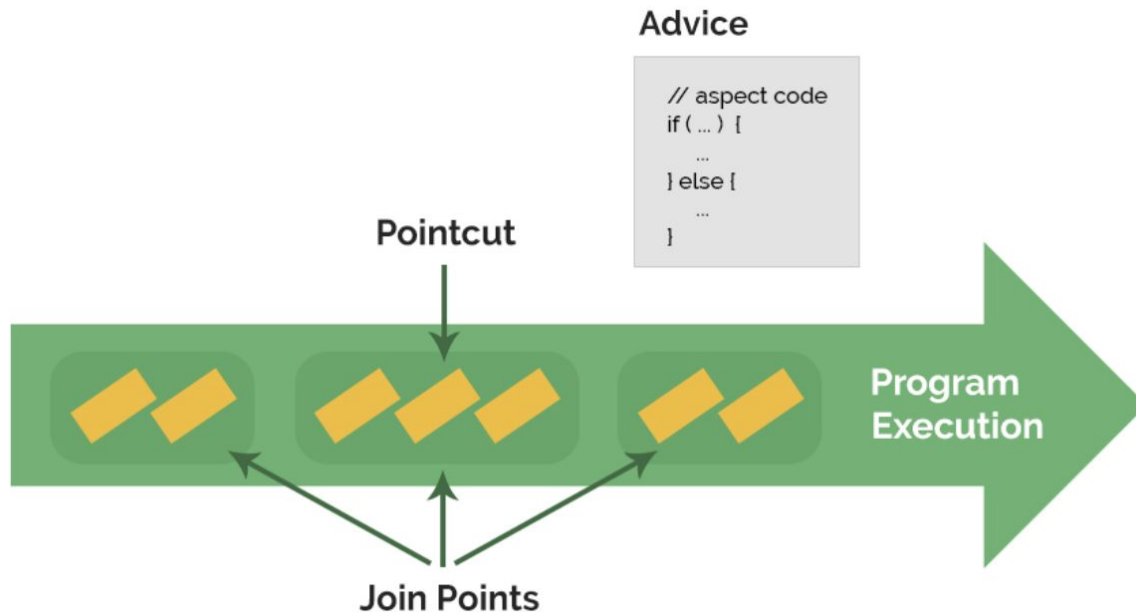 Advice
// aspect code
if ( ... ) {
...
} else {
...
}
Pointcut
Program
Execution
Join Points